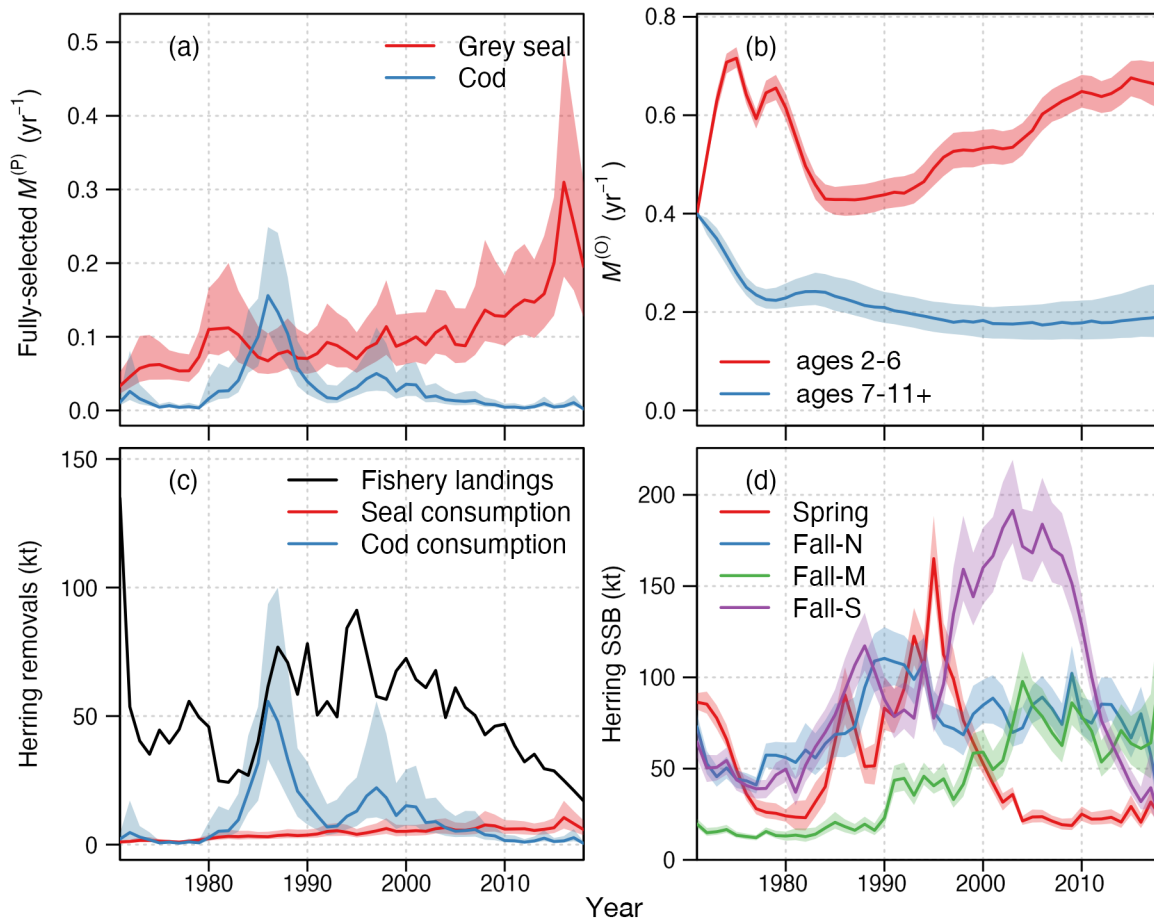 (a)
Grey seal
Cod
Fully-selected M(P) (yr−1)
0.5
0.4
0.3
0.2
0.1
0.0
(b)
M(O) (yr−1)
0.8
0.6
0.4
0.2
0.0
ages 2-6
ages 7-11+
(c)
Fishery landings
Seal consumption
Cod consumption
Herring removals (kt)
150
100
50
0
1980 1990 2000 2010
(d)
Spring
Fall-N
Fall-M
Fall-S
Herring SSB (kt)
200
150
100
50
0
1980 1990 2000 2010
Year